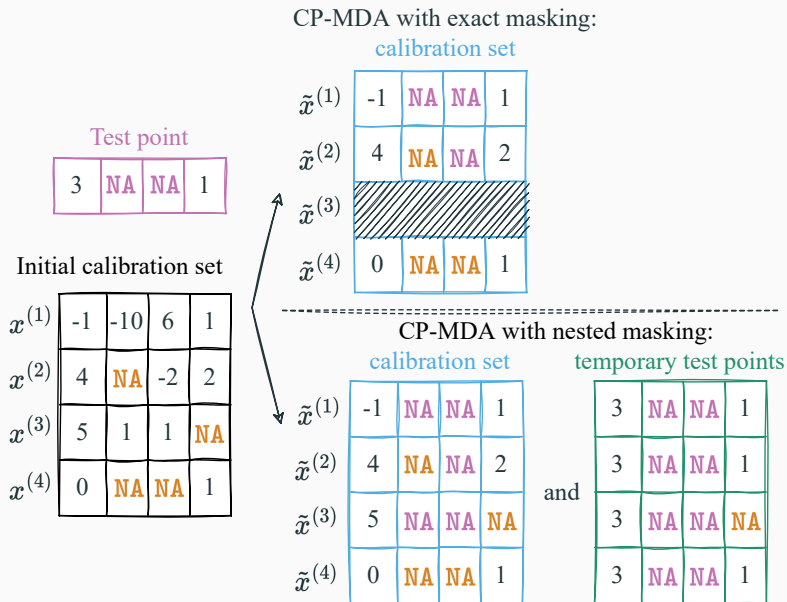 CP-MDA with exact masking:
calibration set
x̃⁽¹⁾ -1 NA NA 1
x̃⁽²⁾ 4 NA NA 2
x̃⁽³⁾
x̃⁽⁴⁾ 0 NA NA 1
Test point
3 NA NA 1
Initial calibration set
x⁽¹⁾ -1 -10 6 1
x⁽²⁾ 4 NA -2 2
x⁽³⁾ 5 1 1 NA
x⁽⁴⁾ 0 NA NA 1
CP-MDA with nested masking:
calibration set temporary test points
x̃⁽¹⁾ -1 NA NA 1 3 NA NA 1
x̃⁽²⁾ 4 NA NA 2 3 NA NA 1
and
x̃⁽³⁾ 5 NA NA NA 3 NA NA NA
x̃⁽⁴⁾ 0 NA NA 1 3 NA NA 1